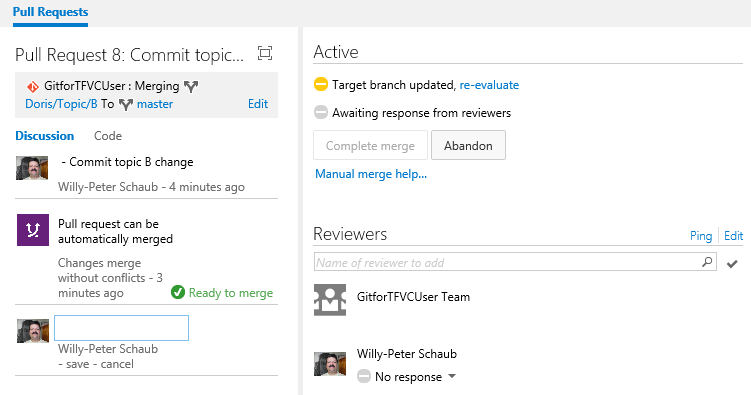 Pull Requests
Pull Request 8: Commit topic...
GitforTFVCUser : Merging
Doris/Topic/B To master Edit
Discussion Code
- Commit topic B change
Willy-Peter Schaub - 4 minutes ago
Pull request can be
automatically merged
Changes merge
without conflicts - 3
minutes ago Ready to merge
Willy-Peter Schaub
- save - cancel
Active
Target branch updated, re-evaluate
Awaiting response from reviewers
Complete merge Abandon
Manual merge help...
Reviewers Ping Edit
Name of reviewer to add
GitforTFVCUser Team
Willy-Peter Schaub
No response